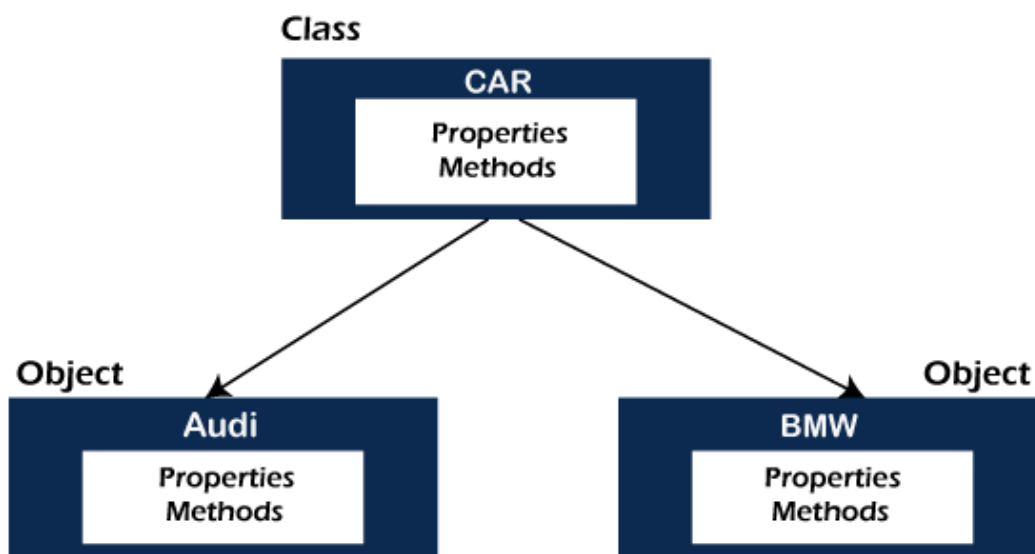 Class
CAR
Properties
Methods
Object
Object
Audi
BMW
Properties
Methods
Properties
Methods